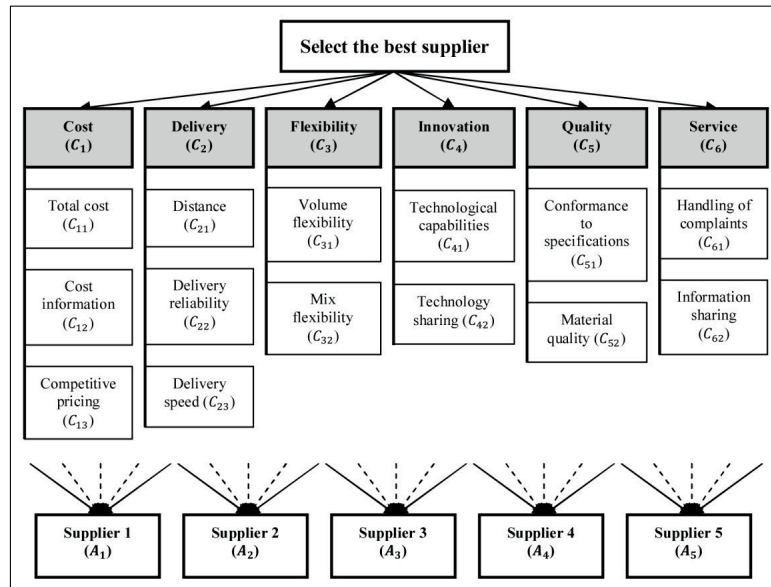 Select the best supplier
Cost
(C₁)
Delivery
(C₂)
Flexibility
(C₃)
Innovation
(C₄)
Quality
(C₅)
Service
(C₆)
Total cost
(C₁₁)
Cost
information
(C₁₂)
Competitive
pricing
(C₁₃)
Distance
(C₂₁)
Delivery
reliability
(C₂₂)
Delivery
speed (C₂₃)
Volume
flexibility
(C₃₁)
Mix
flexibility
(C₃₂)
Technological
capabilities
(C₄₁)
Technology
sharing (C₄₂)
Conformance
to
specifications
(C₅₁)
Material
quality (C₅₂)
Handling of
complaints
(C₆₁)
Information
sharing
(C₆₂)
Supplier 1
(A₁)
Supplier 2
(A₂)
Supplier 3
(A₃)
Supplier 4
(A₄)
Supplier 5
(A₅)